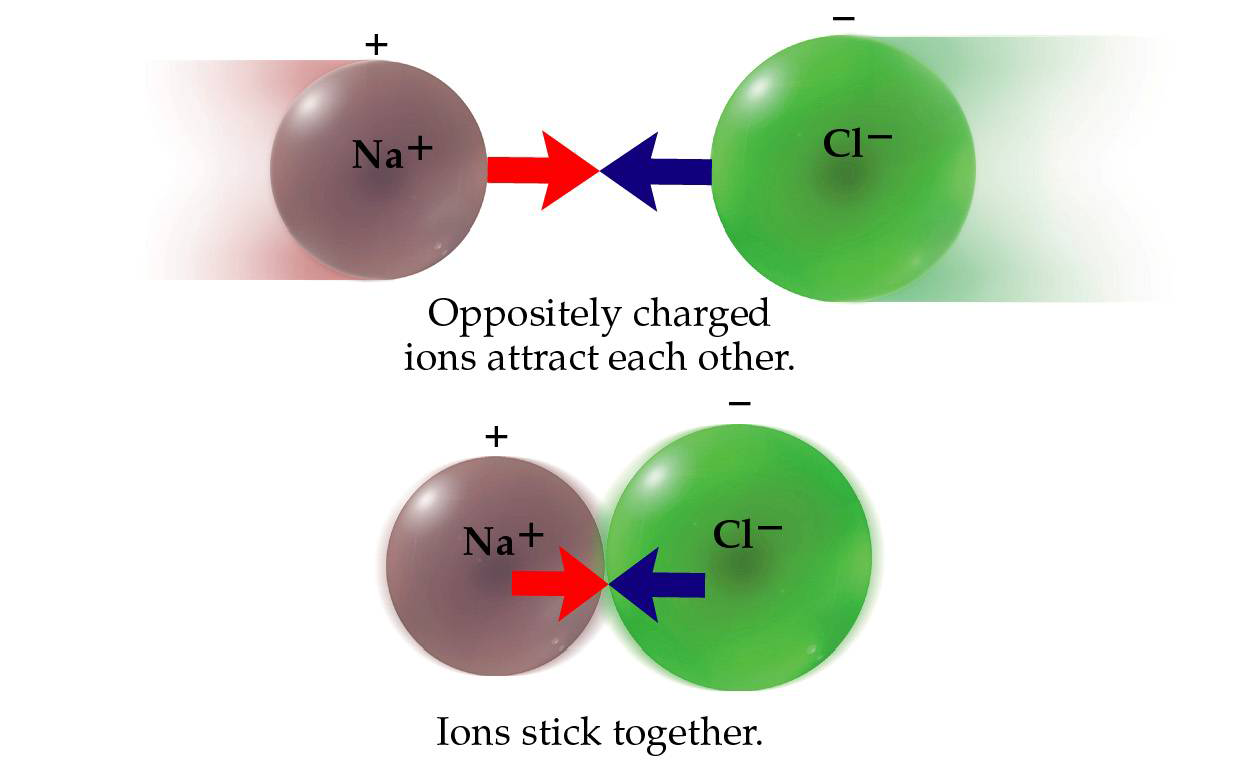 + −
Na+ Cl−
Oppositely charged
ions attract each other.
−
+
Na+ Cl−
Ions stick together.